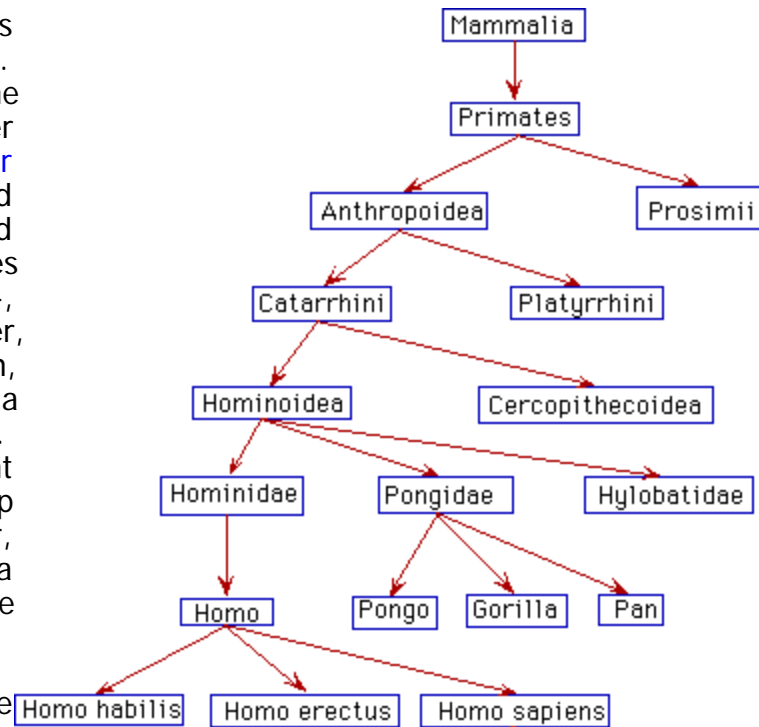 Mammalia
Primates
Anthropoidea
Prosimii
Catarrhini
Platyrrhini
Hominoidea
Cercopithecoidea
Hominidae
Pongidae
Hylobatidae
Homo
Pongo
Gorilla
Pan
Homo habilis
Homo erectus
Homo sapiens